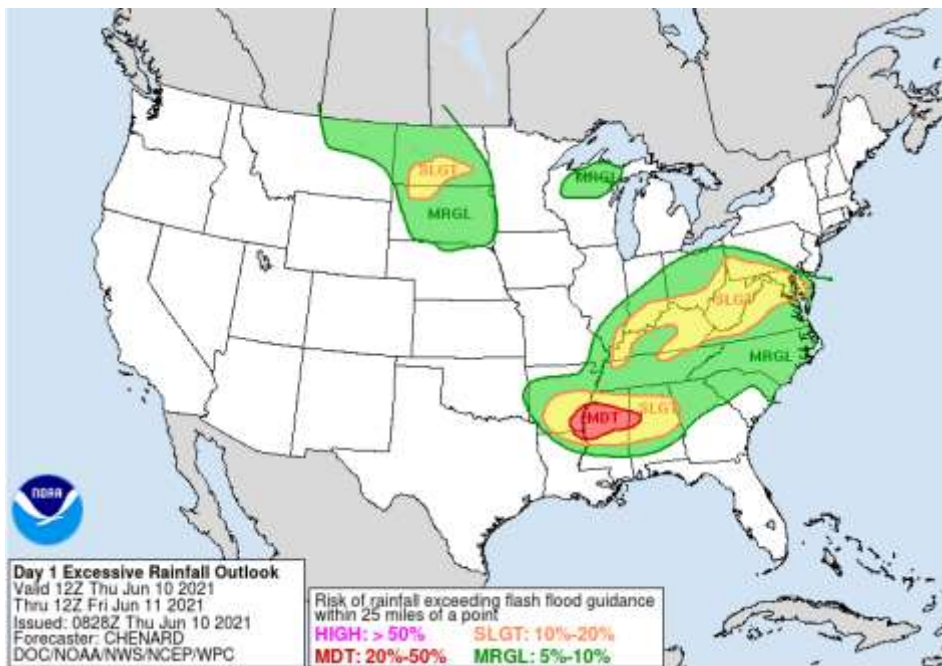 SLGT
MRGL
MRGL
SLGT
MRGL
MDT
SLGT
NOAA
Day 1 Excessive Rainfall Outlook
Valid 12Z Thu Jun 10 2021
Thru 12Z Fri Jun 11 2021
Issued: 0828Z Thu Jun 10 2021
Forecaster: CHENARD
DOC/NOAA/NWS/NCEP/WPC
Risk of rainfall exceeding flash flood guidance
within 25 miles of a point
HIGH: > 50% SLGT: 10%-20%
MDT: 20%-50% MRGL: 5%-10%